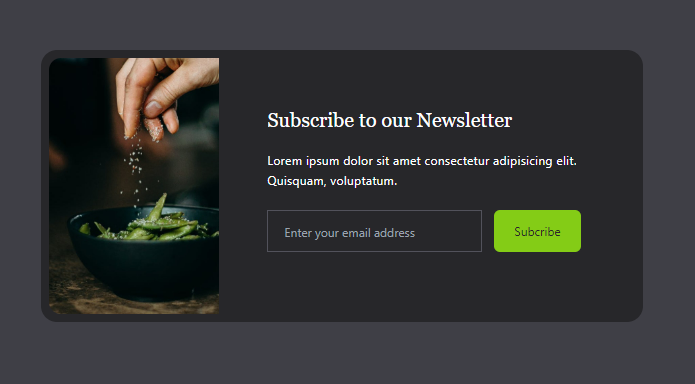 Subscribe to our Newsletter
Lorem ipsum dolor sit amet consectetur adipisicing elit.
Quisquam, voluptatum.
Enter your email address
Subcribe